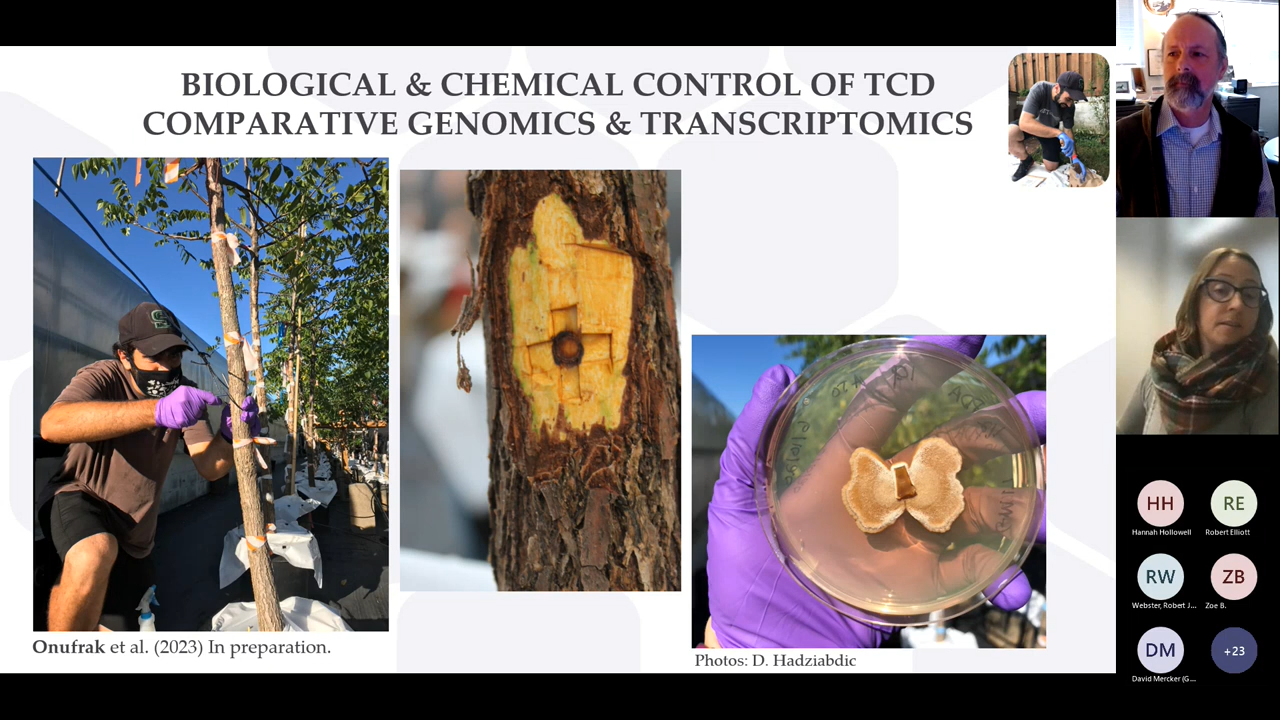 BIOLOGICAL & CHEMICAL CONTROL OF TCD
COMPARATIVE GENOMICS & TRANSCRIPTOMICS
Onufrak et al. (2023) In preparation.
Photos: D. Hadziabdic
HH
Hannah Hollowell
RE
Robert Elliott
RW
Webster, Robert J...
ZB
Zoe B.
DM
David Mercker (G...
+23